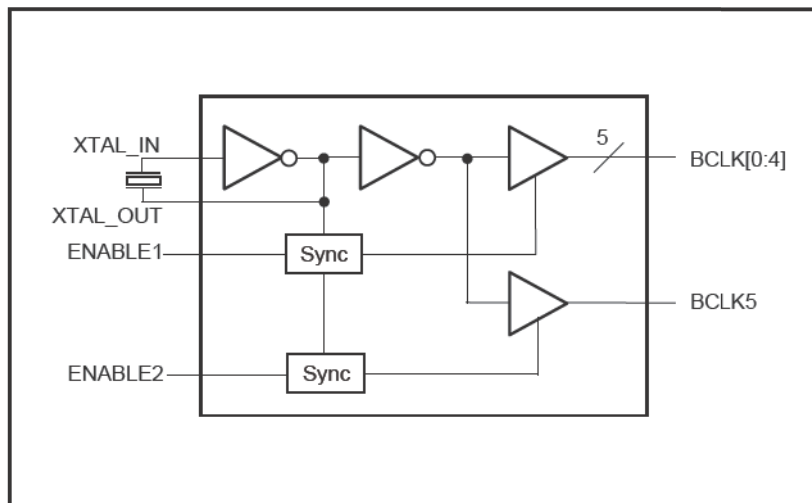 XTAL_IN
5
BCLK[0:4]
XTAL_OUT
ENABLE1
Sync
BCLK5
ENABLE2
Sync